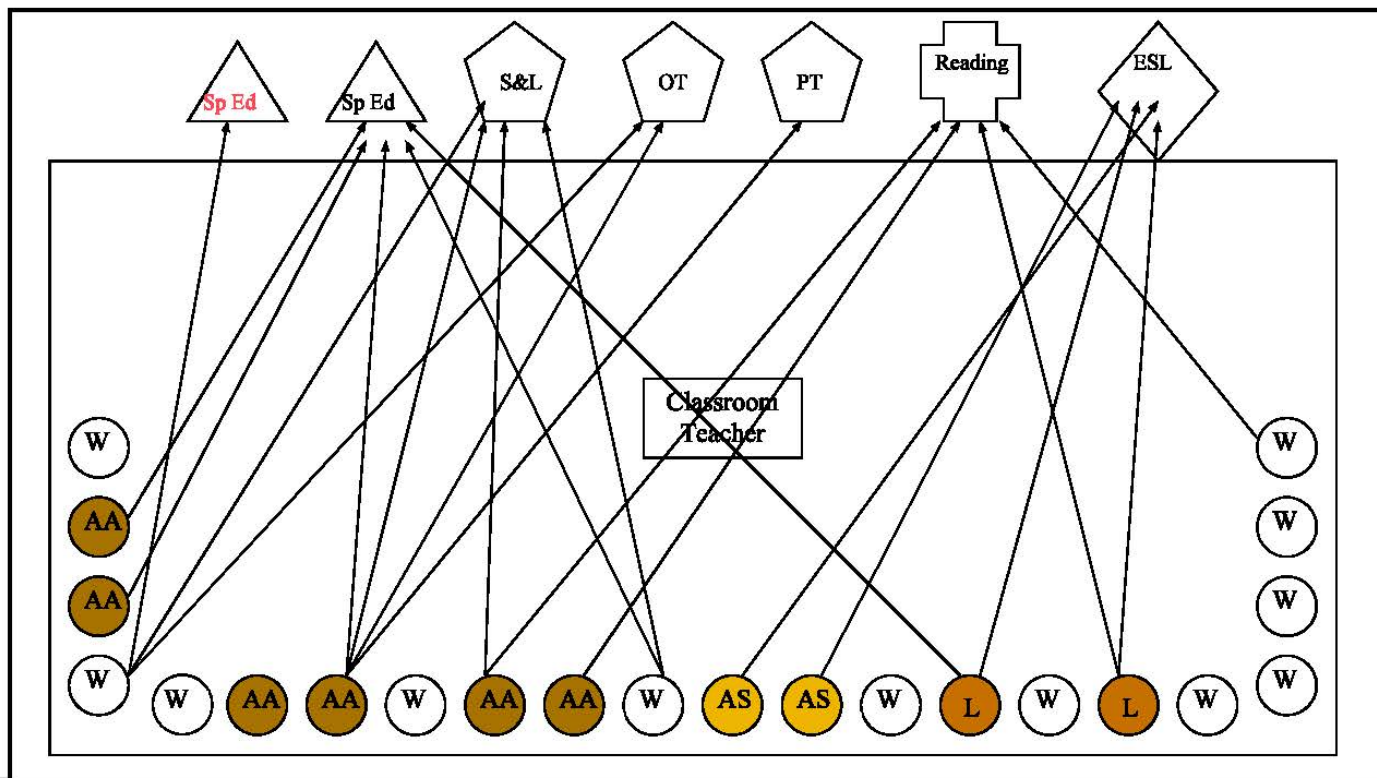 Sp Ed
Sp Ed
S&L
OT
PT
Reading
ESL
Classroom
Teacher
W
AA
AA
W
W
AA
AA
W
AA
AA
W
AS
AS
W
L
W
L
W
W
W
W
W